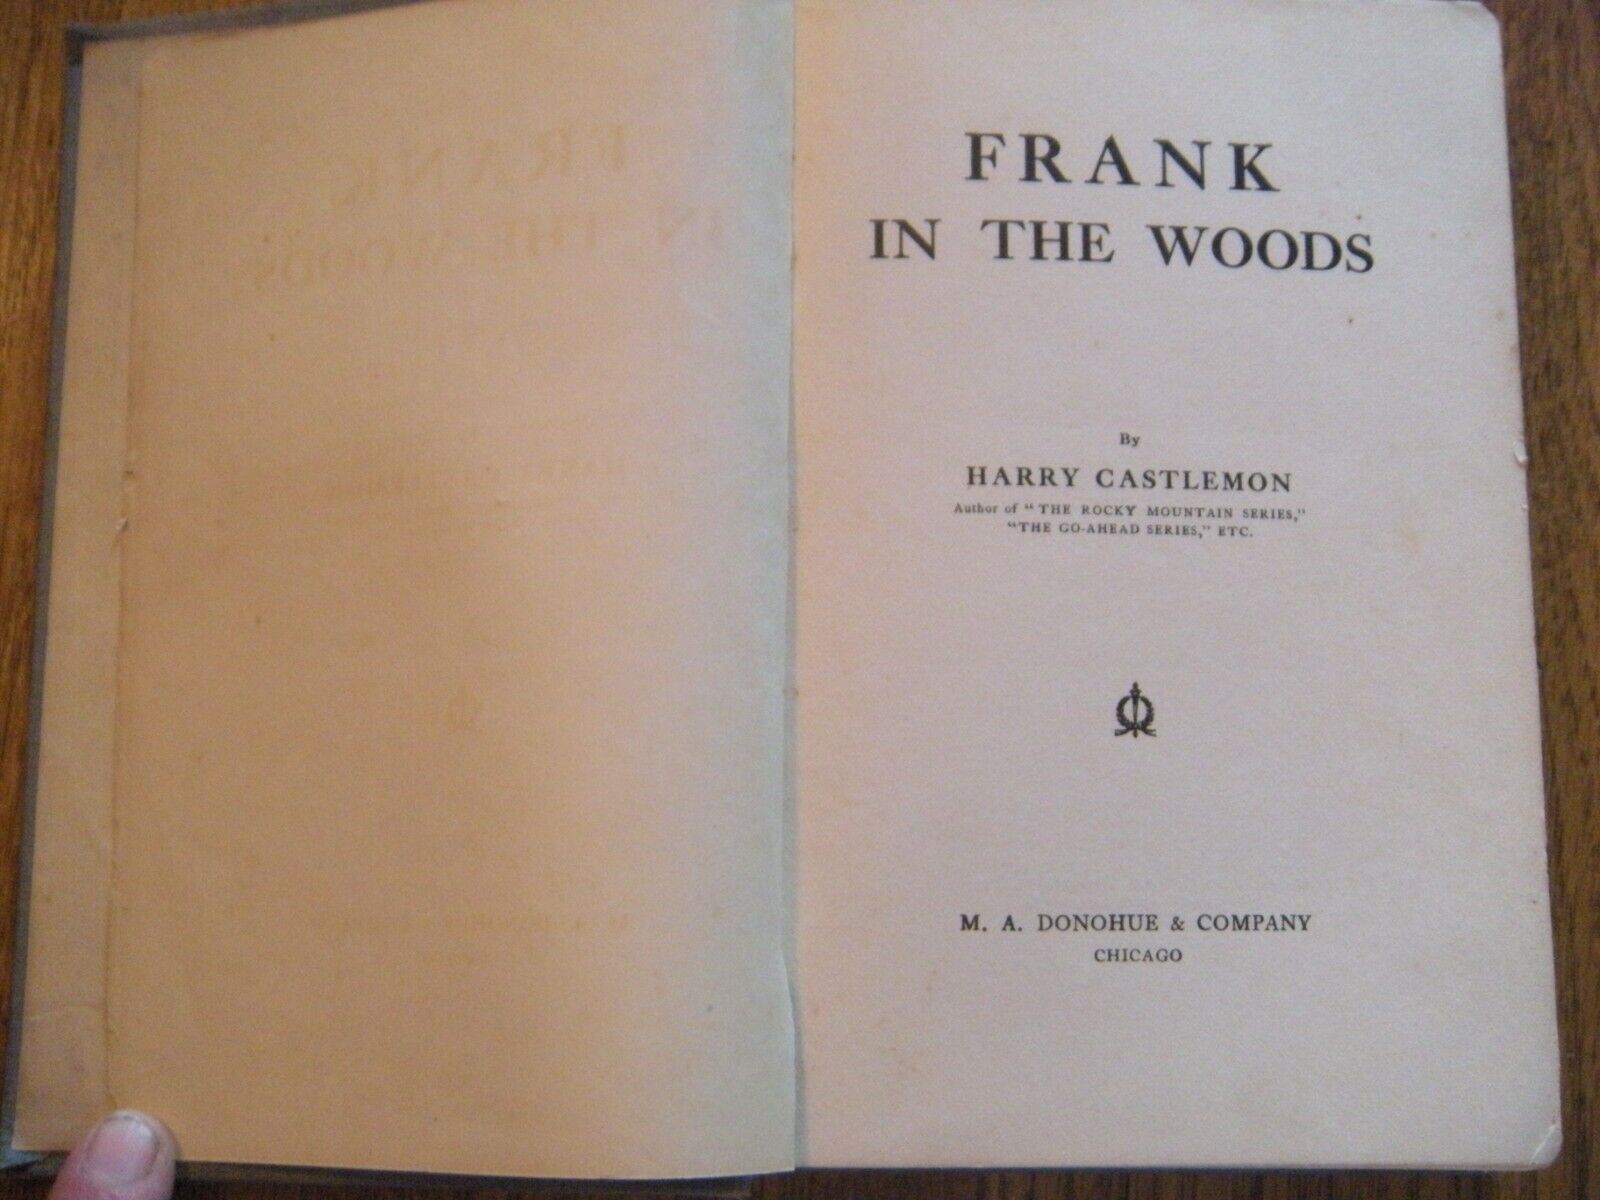 FRANK
IN THE WOODS
By
HARRY CASTLEMON
Author of "THE ROCKY MOUNTAIN SERIES,"
"THE GO-AHEAD SERIES," ETC.
M. A. DONOHUE & COMPANY
CHICAGO